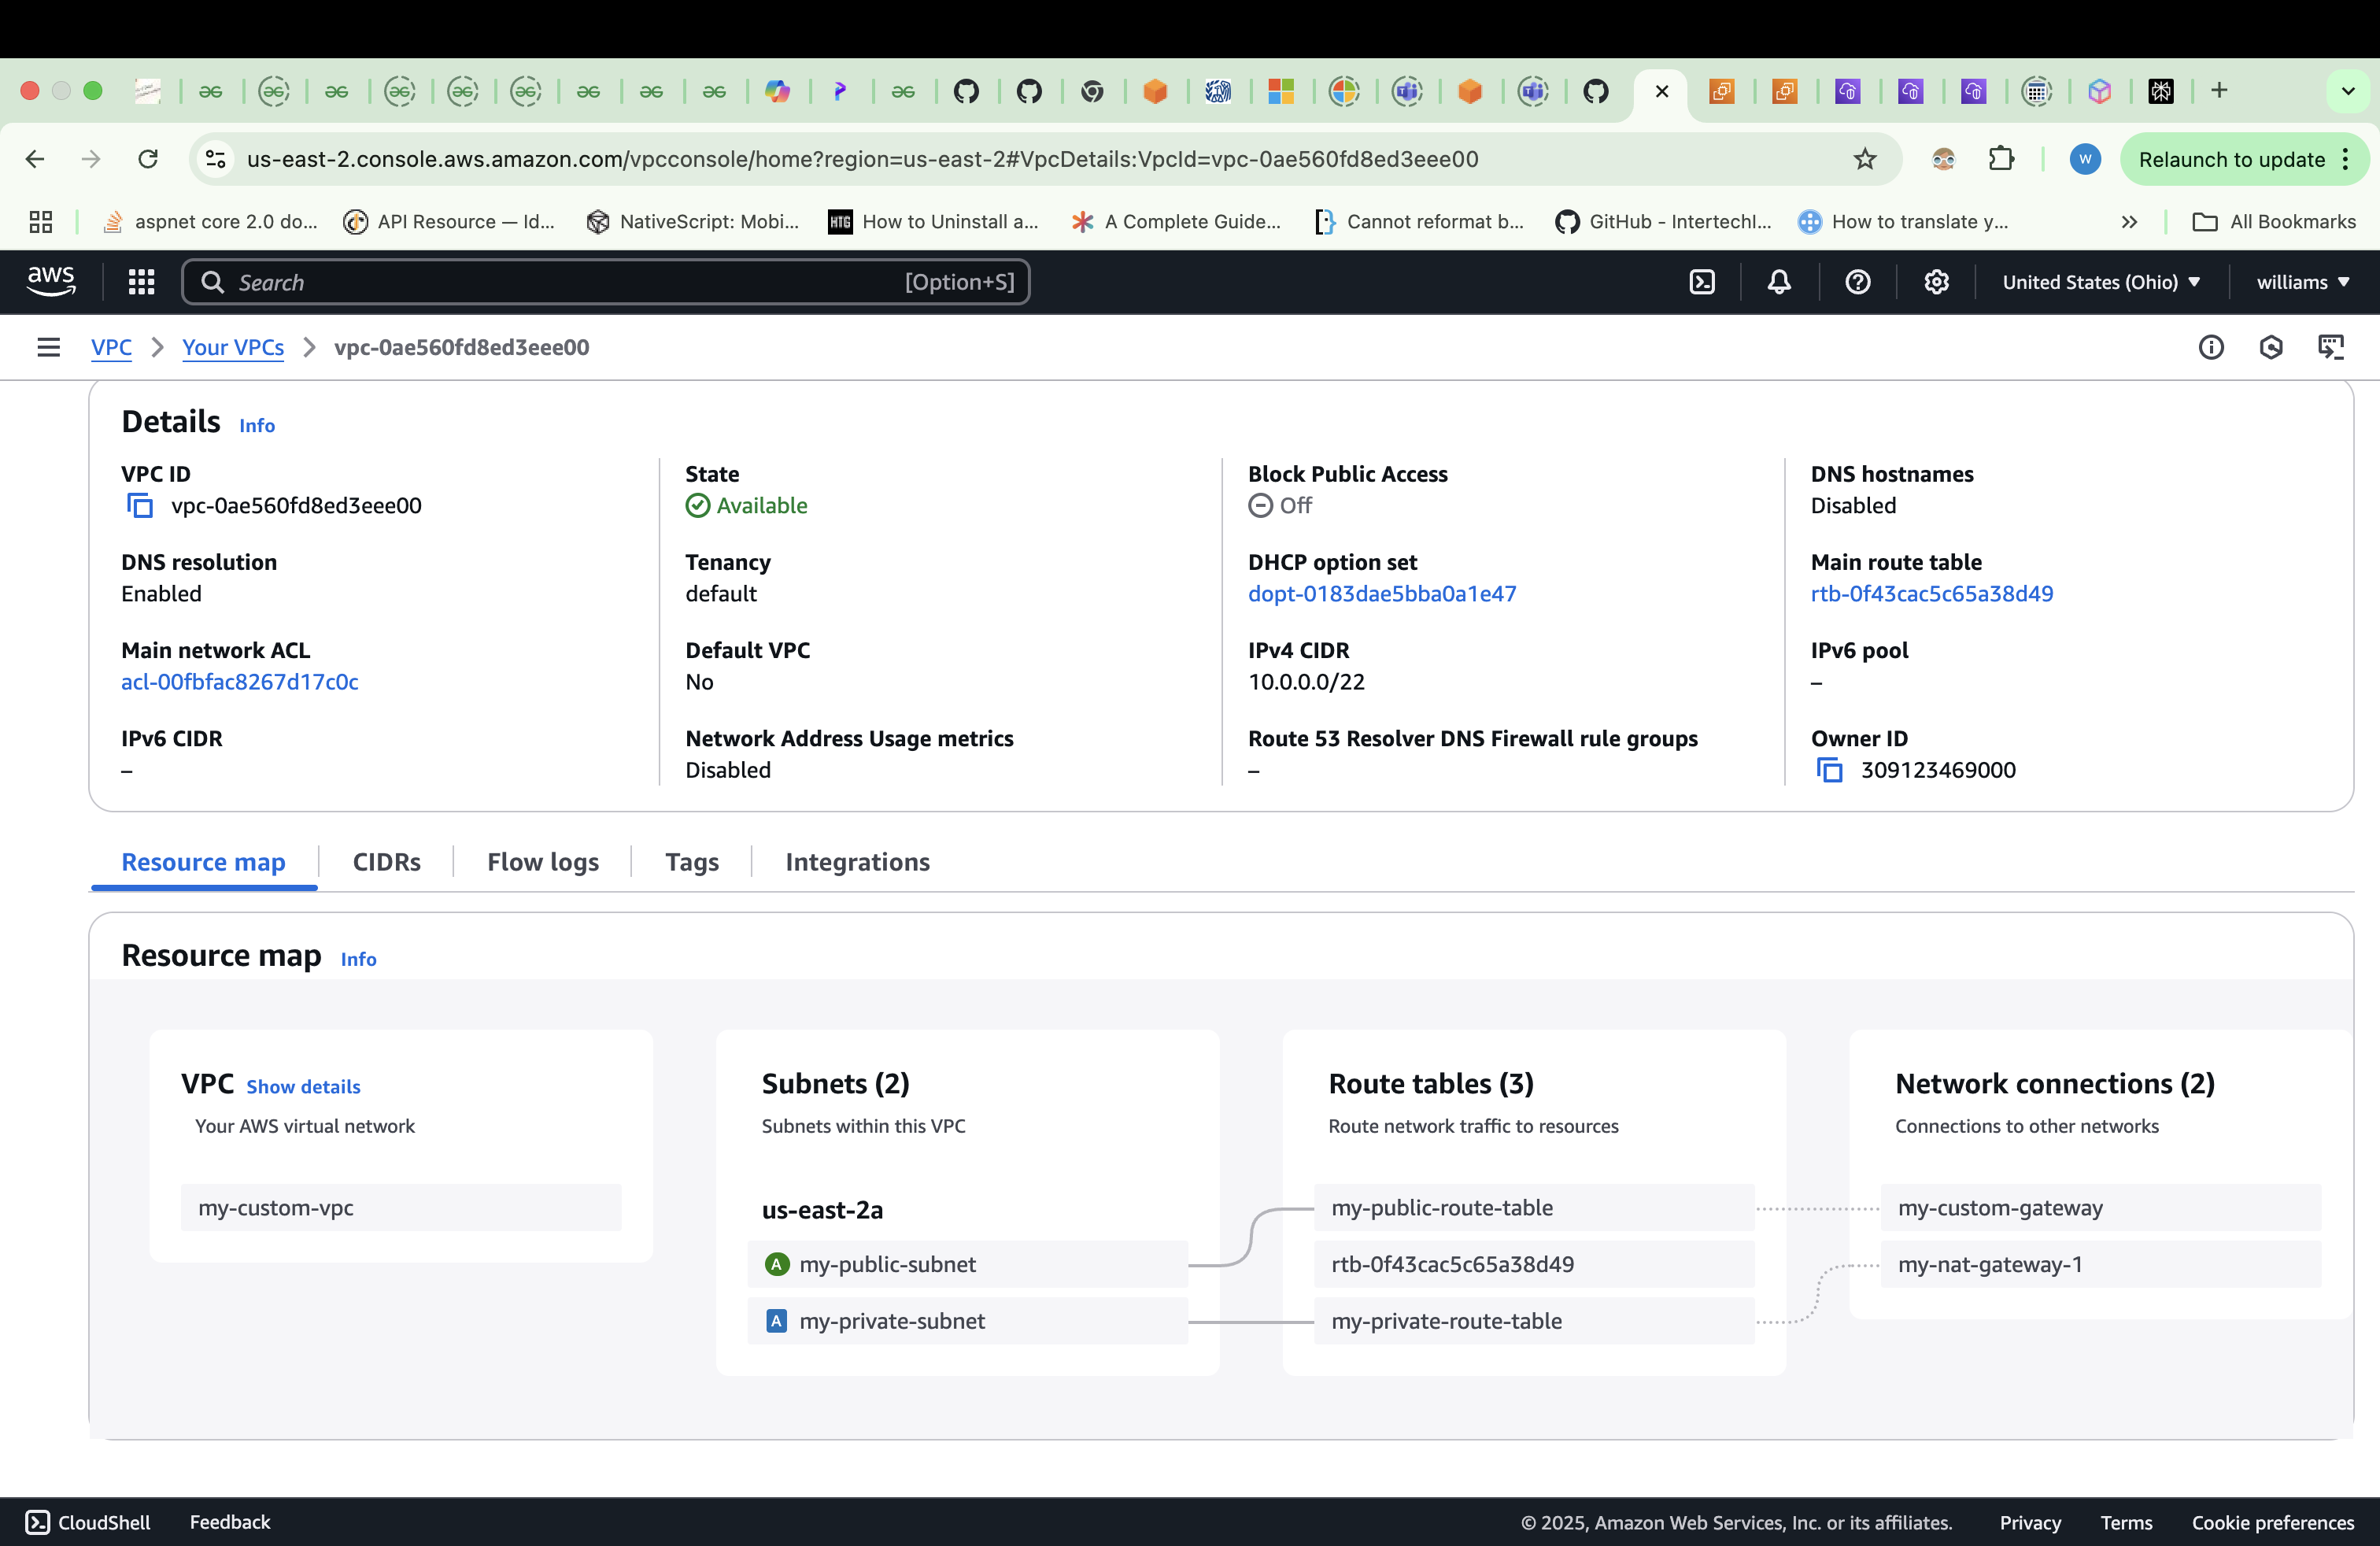 us-east-2.console.aws.amazon.com/vpcconsole/home?region=us-east-2#VpcDetails:VpcId=vpc-0ae560fd8ed3eee00
W
Relaunch to update
aspnet core 2.0 do...
API Resource — Id...
NativeScript: Mobi...
HTG
How to Uninstall a...
A Complete Guide...
Cannot reformat b...
GitHub - IntertechI...
How to translate y...
All Bookmarks
aws
Search
[Option+S]
United States (Ohio)
williams
VPC
Your VPCs
vpc-0ae560fd8ed3eee00
Details Info
VPC ID
vpc-0ae560fd8ed3eee00
State
Available
Block Public Access
Off
DNS hostnames
Disabled
DNS resolution
Enabled
Tenancy
default
DHCP option set
dopt-0183dae5bba0a1e47
Main route table
rtb-0f43cac5c65a38d49
Main network ACL
acl-00fbfac8267d17c0c
Default VPC
No
IPv4 CIDR
10.0.0.0/22
IPv6 pool
–
IPv6 CIDR
–
Network Address Usage metrics
Disabled
Route 53 Resolver DNS Firewall rule groups
–
Owner ID
309123469000
Resource map
CIDRs
Flow logs
Tags
Integrations
Resource map Info
VPC Show details
Your AWS virtual network
my-custom-vpc
Subnets (2)
Subnets within this VPC
us-east-2a
A my-public-subnet
A my-private-subnet
Route tables (3)
Route network traffic to resources
my-public-route-table
rtb-0f43cac5c65a38d49
my-private-route-table
Network connections (2)
Connections to other networks
my-custom-gateway
my-nat-gateway-1
CloudShell
Feedback
© 2025, Amazon Web Services, Inc. or its affiliates.
Privacy
Terms
Cookie preferences